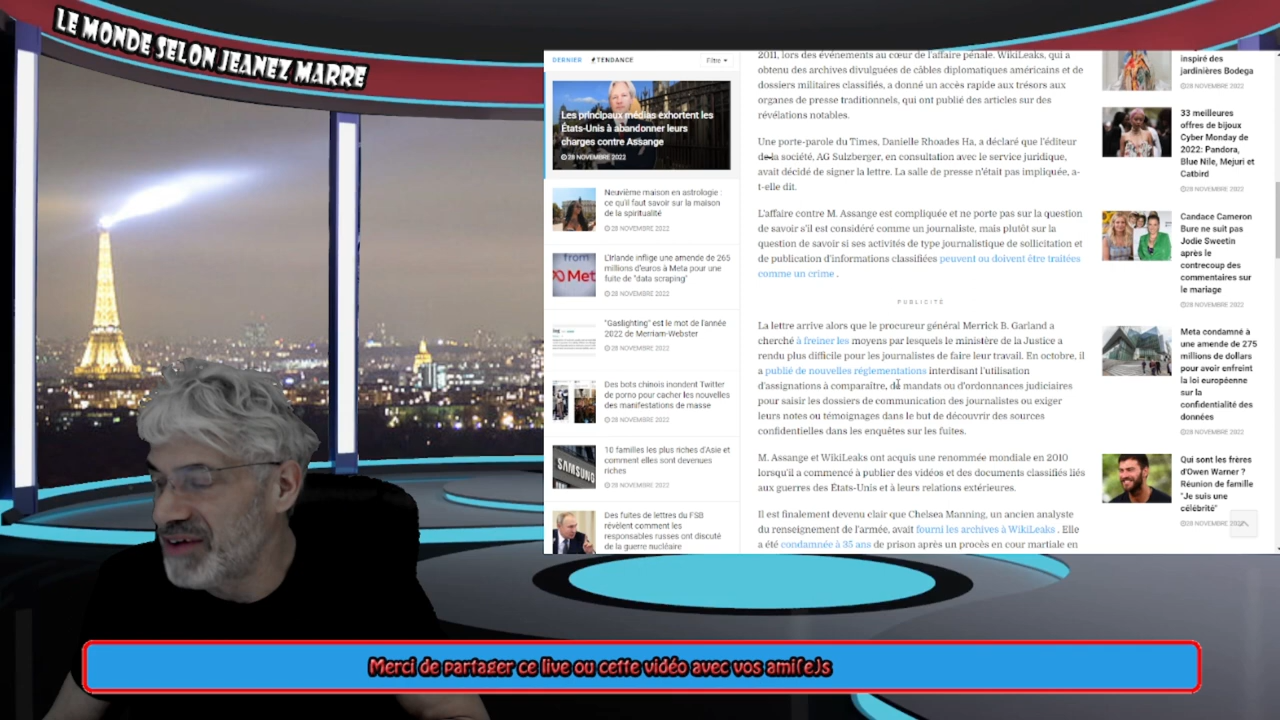 LE MONDE SELON JEANEZ MARRE
DERNIER
TENDANCE
Filtre
Les principaux médias exhortent les
États-Unis à abandonner leurs
charges contre Assange
28 NOVEMBRE 2022
Neuvième maison en astrologie :
ce qu'il faut savoir sur la maison
de la spiritualité
28 NOVEMBRE 2022
from
Met
L'Irlande inflige une amende de 265
millions d'euros à Meta pour une
fuite de "data scraping"
28 NOVEMBRE 2022
"Gaslighting" est le mot de l'année
2022 de Merriam-Webster
28 NOVEMBRE 2022
Des bots chinois inondent Twitter
de porno pour cacher les nouvelles
des manifestations de masse
28 NOVEMBRE 2022
SAMSUNG
10 familles les plus riches d'Asie et
comment elles sont devenues
riches
28 NOVEMBRE 2022
Des fuites de lettres du FSB
révèlent comment les
responsables russes ont discuté
de la guerre nucléaire
2011, lors des événements au cœur de l'affaire pénale. WikiLeaks, qui a
obtenu des archives divulguées de câbles diplomatiques américains et de
dossiers militaires classifiés, a donné un accès rapide aux trésors aux
organes de presse traditionnels, qui ont publié des articles sur des
révélations notables.
Une porte-parole du Times, Danielle Rhoades Ha, a déclaré que l'éditeur
de la société, AG Sulzberger, en consultation avec le service juridique,
avait décidé de signer la lettre. La salle de presse n'était pas impliquée, a-
t-elle dit.
L'affaire contre M. Assange est compliquée et ne porte pas sur la question
de savoir s'il est considéré comme un journaliste, mais plutôt sur la
question de savoir si ses activités de type journalistique de sollicitation et
de publication d'informations classifiées peuvent ou doivent être traitées
comme un crime .
PUBLICITÉ
La lettre arrive alors que le procureur général Merrick B. Garland a
cherché à freiner les moyens par lesquels le ministère de la Justice a
rendu plus difficile pour les journalistes de faire leur travail. En octobre, il
a publié de nouvelles réglementations interdisant l'utilisation
d'assignations à comparaître, de mandats ou d'ordonnances judiciaires
pour saisir les dossiers de communication des journalistes ou exiger
leurs notes ou témoignages dans le but de découvrir des sources
confidentielles dans les enquêtes sur les fuites.
M. Assange et WikiLeaks ont acquis une renommée mondiale en 2010
lorsqu'il a commencé à publier des vidéos et des documents classifiés liés
aux guerres des États-Unis et à leurs relations extérieures.
Il est finalement devenu clair que Chelsea Manning, un ancien analyste
du renseignement de l'armée, avait fourni les archives à WikiLeaks . Elle
a été condamnée à 35 ans de prison après un procès en cour martiale en
inspiré des
jardinières Bodega
28 NOVEMBRE 2022
33 meilleures
offres de bijoux
Cyber Monday de
2022: Pandora,
Blue Nile, Mejuri et
Catbird
28 NOVEMBRE 2022
Candace Cameron
Bure ne suit pas
Jodie Sweetin
après le
contrecoup des
commentaires sur
le mariage
28 NOVEMBRE 2022
Meta condamné à
une amende de 275
millions de dollars
pour avoir enfreint
la loi européenne
sur la
confidentialité des
données
28 NOVEMBRE 2022
Qui sont les frères
d'Owen Warner ?
Réunion de famille
"Je suis une
célébrité"
28 NOVEMBRE 2022
Merci de partager ce live ou cette vidéo avec vos ami(e)s